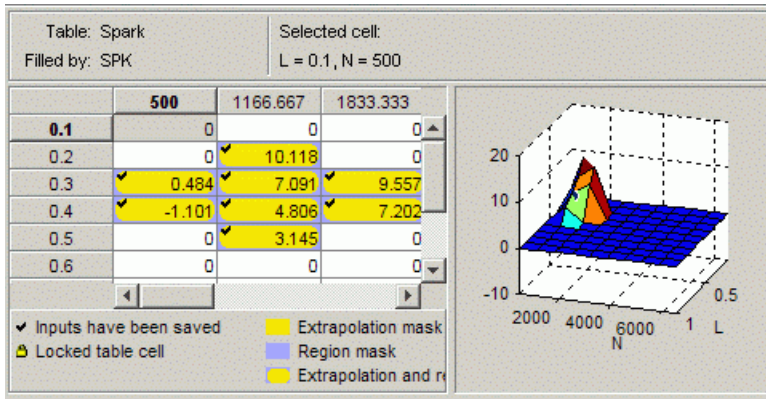 Table: Spark
Filled by: SPK
Selected cell:
L = 0.1, N = 500
500 1166.667 1833.333
0.1 0 0 0
0.2 0 10.118 0
0.3 0.484 7.091 9.557
0.4 -1.101 4.806 7.202
0.5 0 3.145 0
0.6 0 0 0
Inputs have been saved
Locked table cell
Extrapolation mask
Region mask
Extrapolation and re
20
10
0
-10
2000 4000 6000
N
1 0.5
L